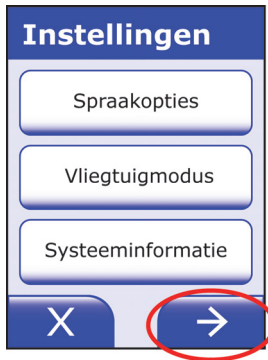 Instellingen
Spraakopties
Vliegtuigmodus
Systeeminformatie
X →